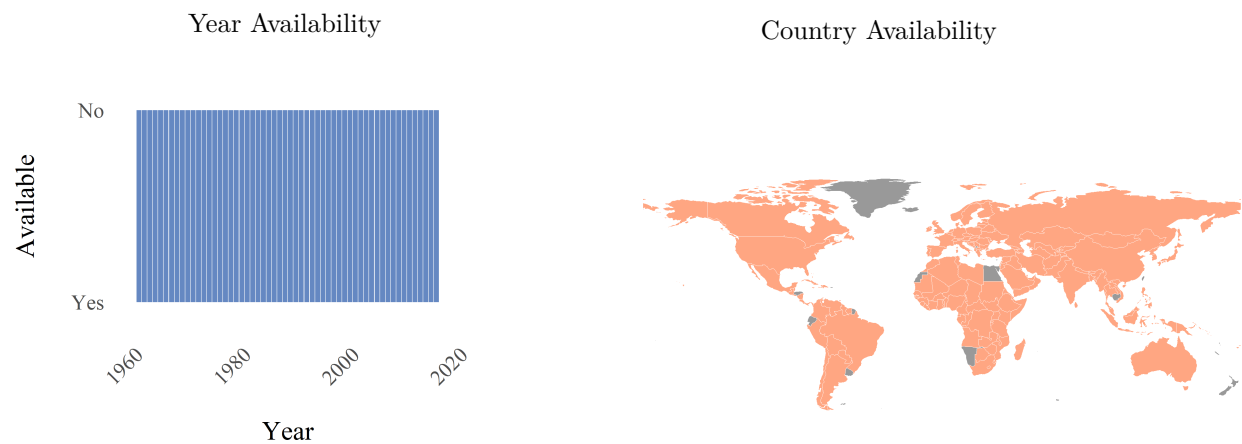 Year Availability
No
Available
Yes
1960
1980
2000
2020
Year
Country Availability